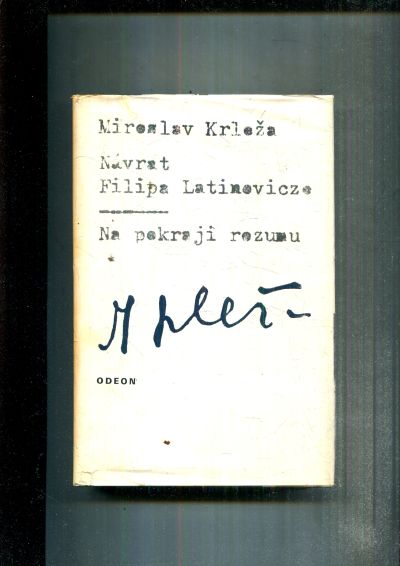 Miroslav Krleža
Návrat
Filipa Latinovicze
Na pokraji rozumu
ODEON